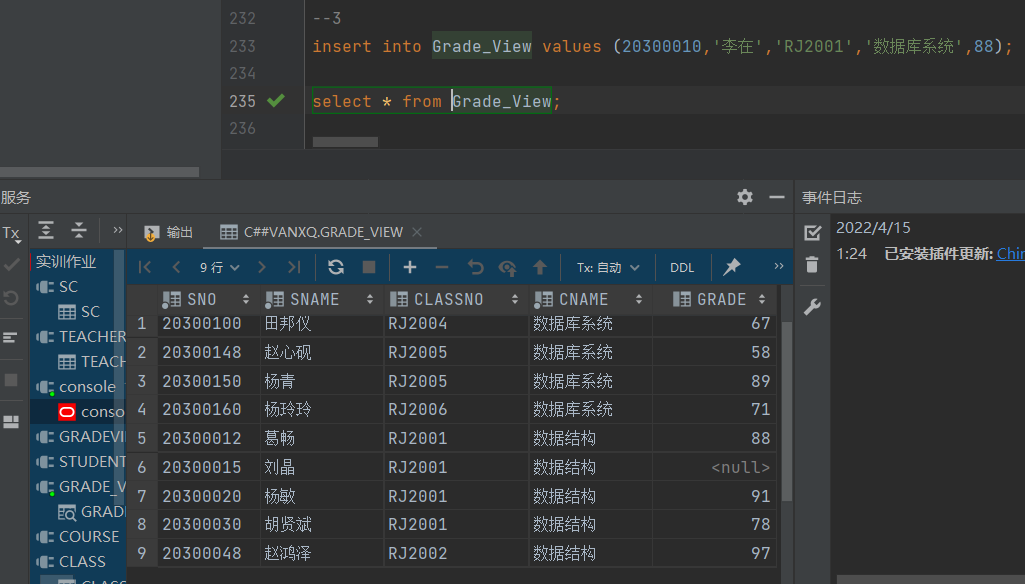 232
--3
233
insert into Grade_View values (20300010,'李在','RJ2001','数据库系统',88);
234
235
select * from Grade_View;
236
服务
事件日志
Tx
»
输出
C##VANXQ.GRADE_VIEW
2022/4/15
1:24 已安装插件更新: Chin
实训作业
9 行
Tx: 自动
DDL
»
SC
SC
TEACHER
TEACH
console
conso
GRADEVI
STUDENT
GRADE_V
GRAD
COURSE
CLASS
SNO SNAME CLASSNO CNAME GRADE
1 20300100 田邦仪 RJ2004 数据库系统 67
2 20300148 赵心砚 RJ2005 数据库系统 58
3 20300150 杨青 RJ2005 数据库系统 89
4 20300160 杨玲玲 RJ2006 数据库系统 71
5 20300012 葛畅 RJ2001 数据结构 88
6 20300015 刘晶 RJ2001 数据结构 <null>
7 20300020 杨敏 RJ2001 数据结构 91
8 20300030 胡贤斌 RJ2001 数据结构 78
9 20300048 赵鸿泽 RJ2002 数据结构 97